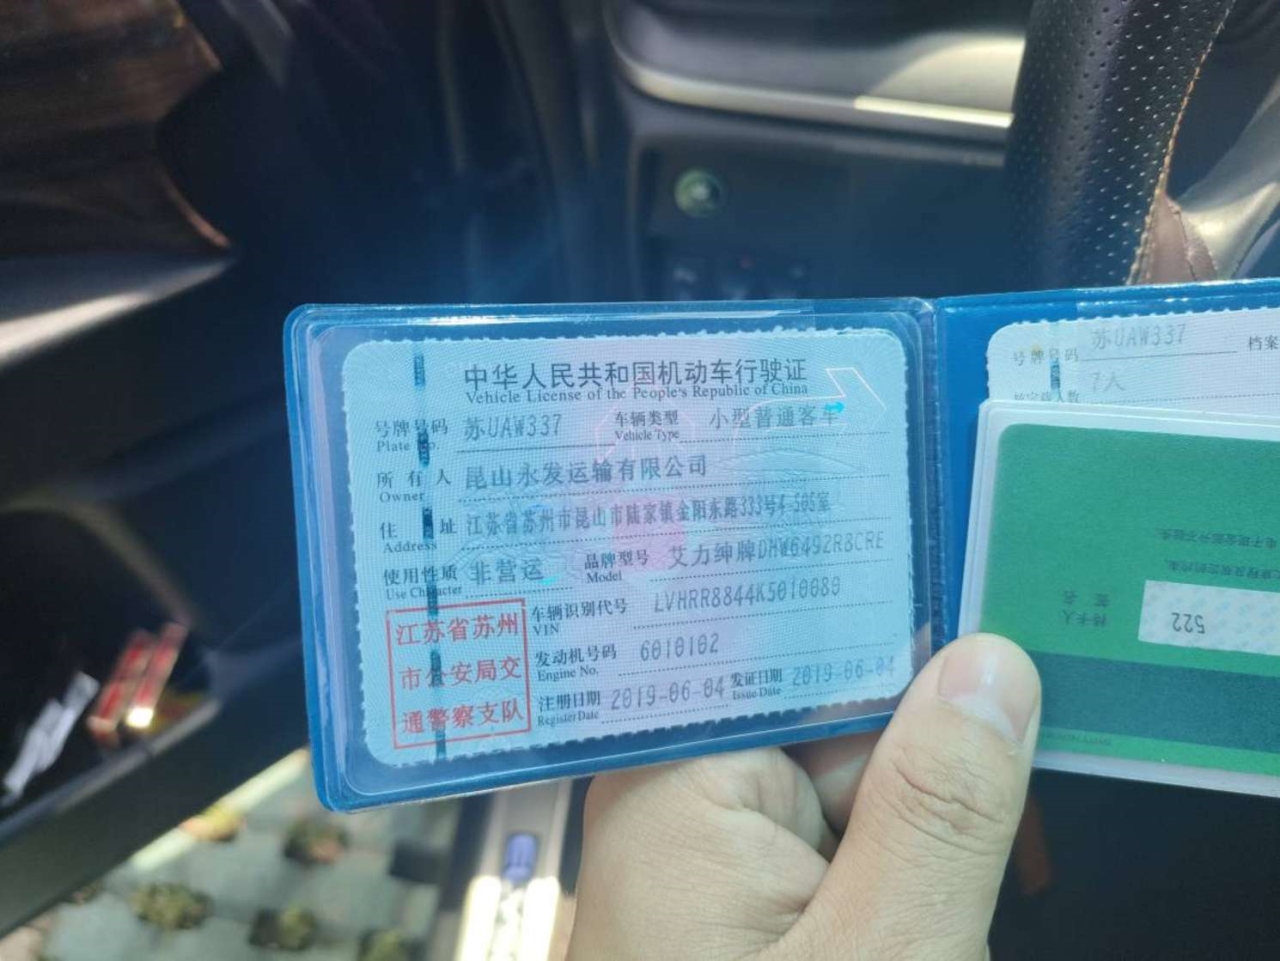 中华人民共和国机动车行驶证
Vehicle License of the People's Republic of China
号牌号码 苏UAW337 车辆类型 小型普通客车
Plate No. Vehicle Type
所有人 昆山永发运输有限公司
Owner
住址 江苏省苏州市昆山市陆家镇金阳东路333号4-505室
Address
使用性质 非营运 品牌型号 艾力绅牌DHW6492R8CRE
Use Character Model
车辆识别代号 LVHRR8844K5010080
VIN
发动机号码 6010102
Engine No.
注册日期 2019-06-04 发证日期 2019-06-04
Register Date Issue Date
江苏省苏州
市公安局交
通警察支队
号牌号码 苏UAW337 档案
7人
持卡人
签名
522